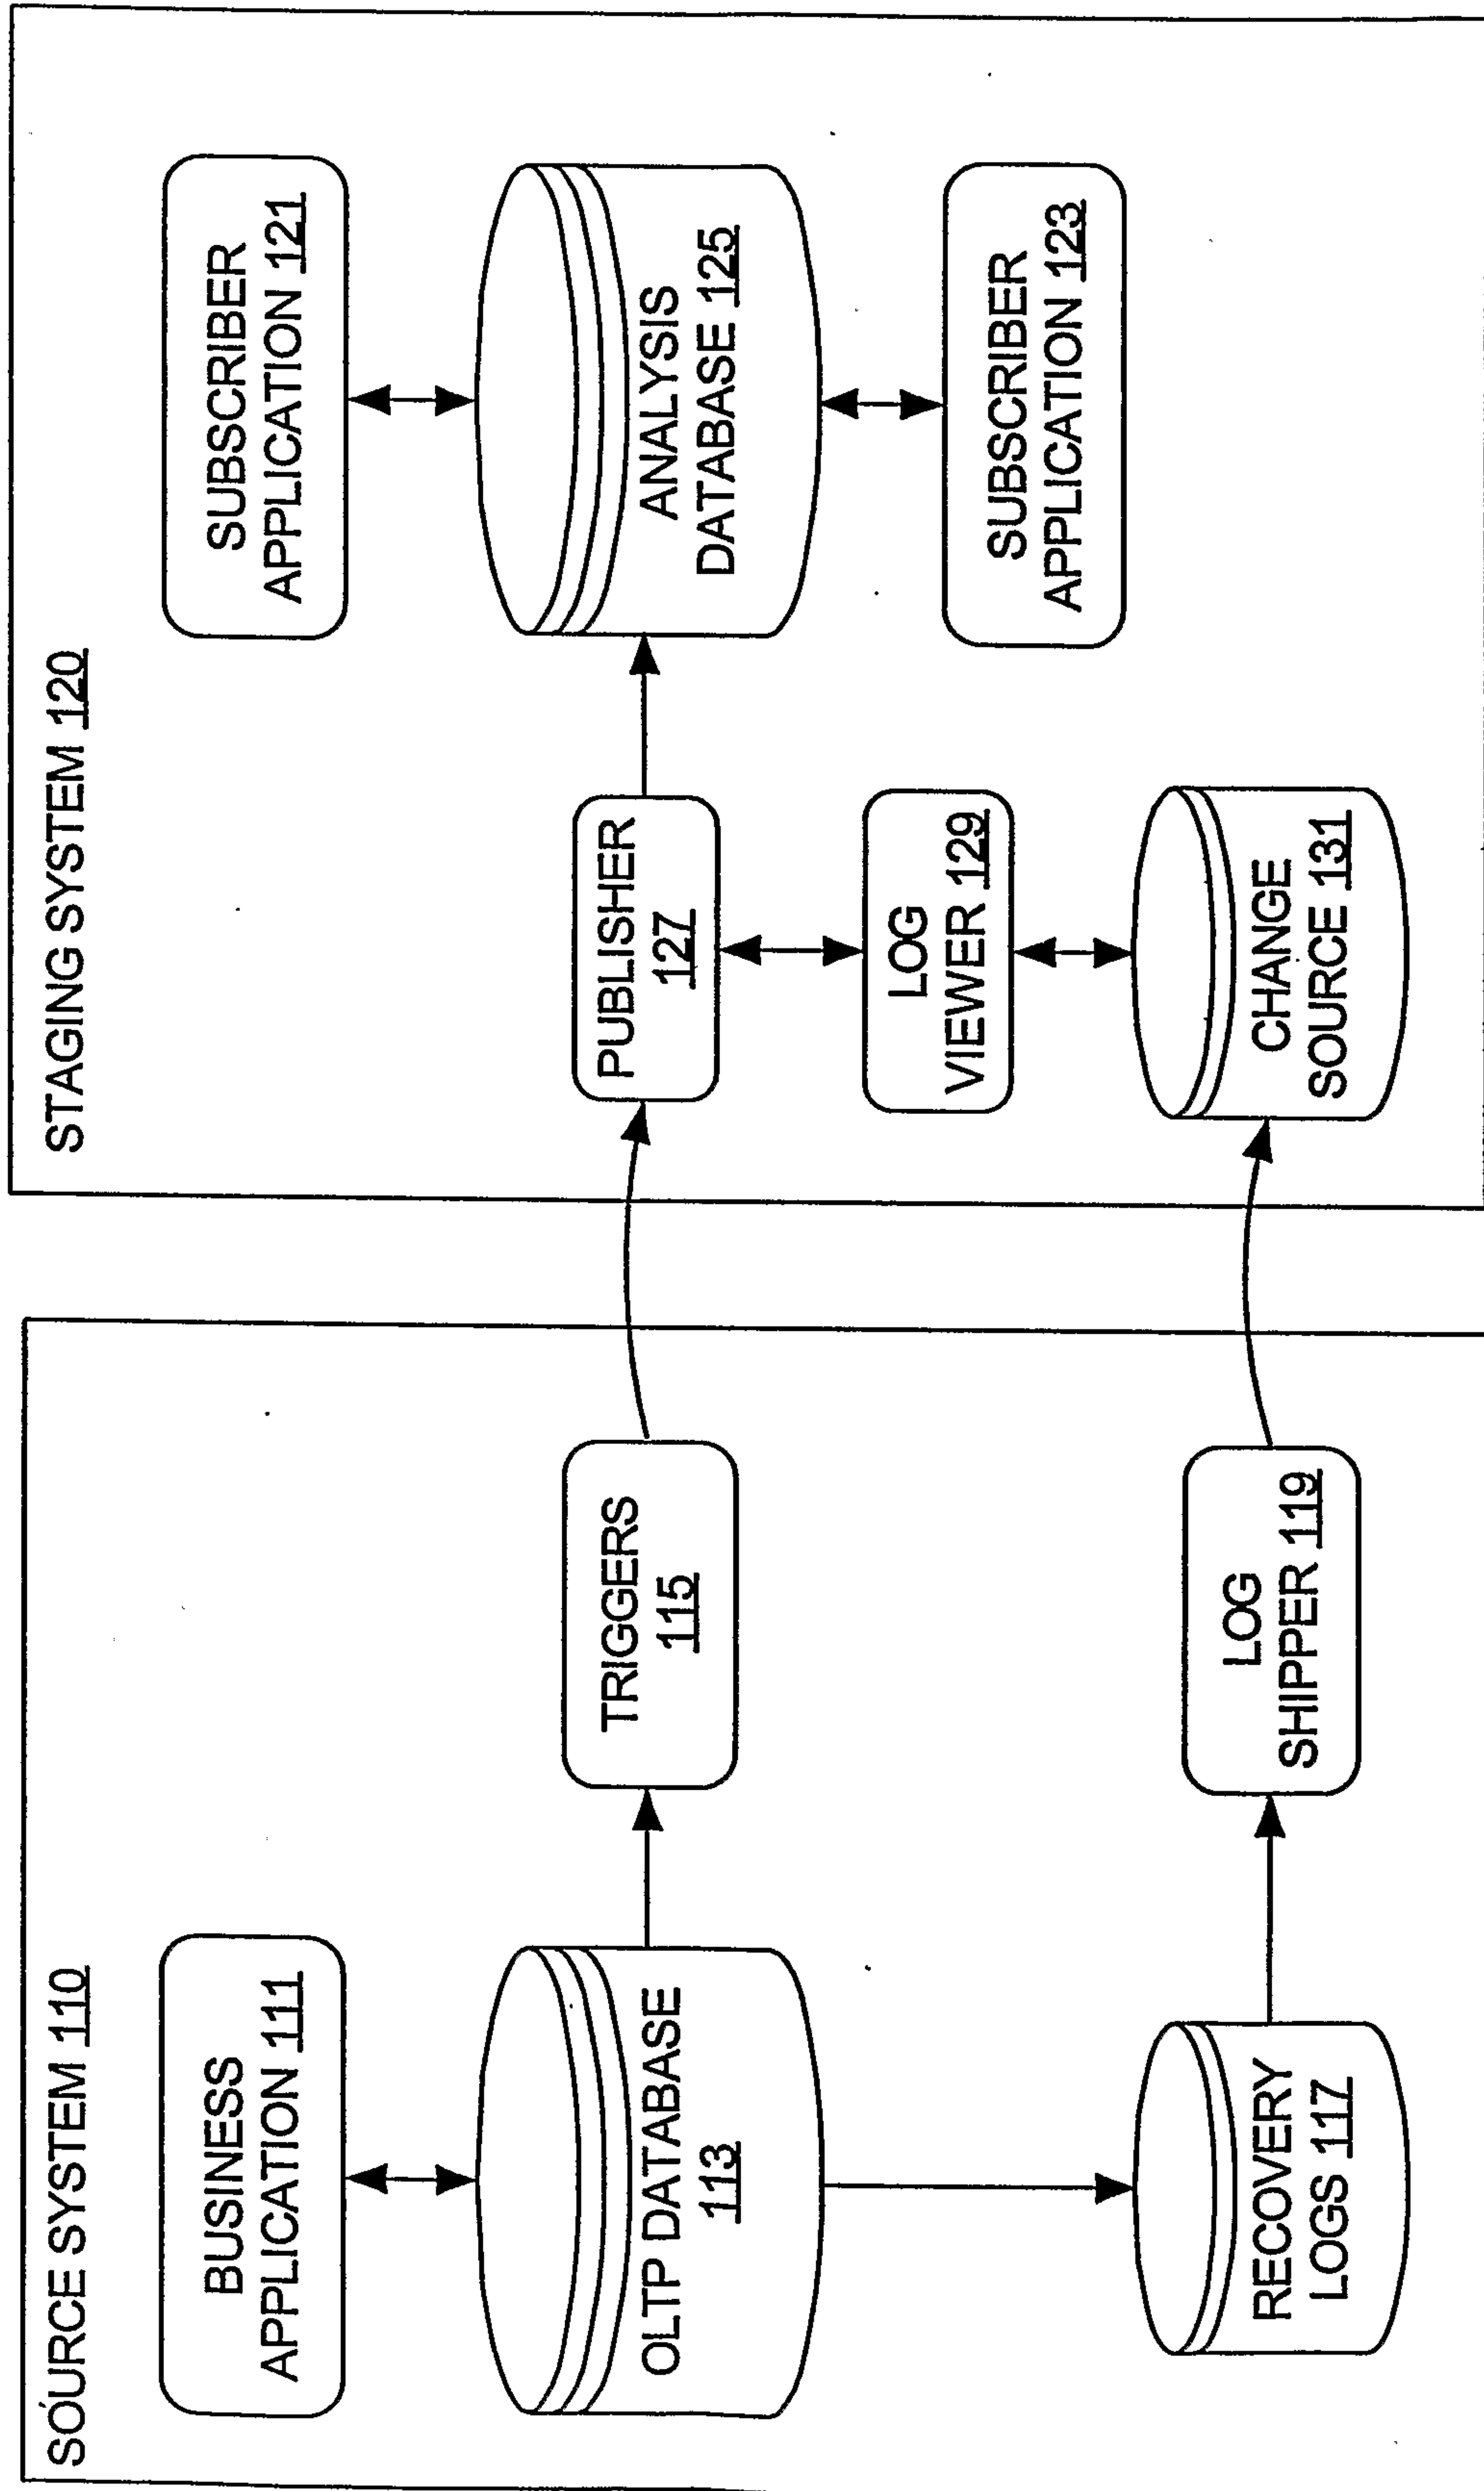 SOURCE SYSTEM 110
BUSINESS
APPLICATION 111
OLTP DATABASE
113
TRIGGERS
115
RECOVERY
LOGS 117
LOG
SHIPPER 119
STAGING SYSTEM 120
SUBSCRIBER
APPLICATION 121
PUBLISHER
127
ANALYSIS
DATABASE 125
LOG
VIEWER 129
SUBSCRIBER
APPLICATION 123
CHANGE
SOURCE 131